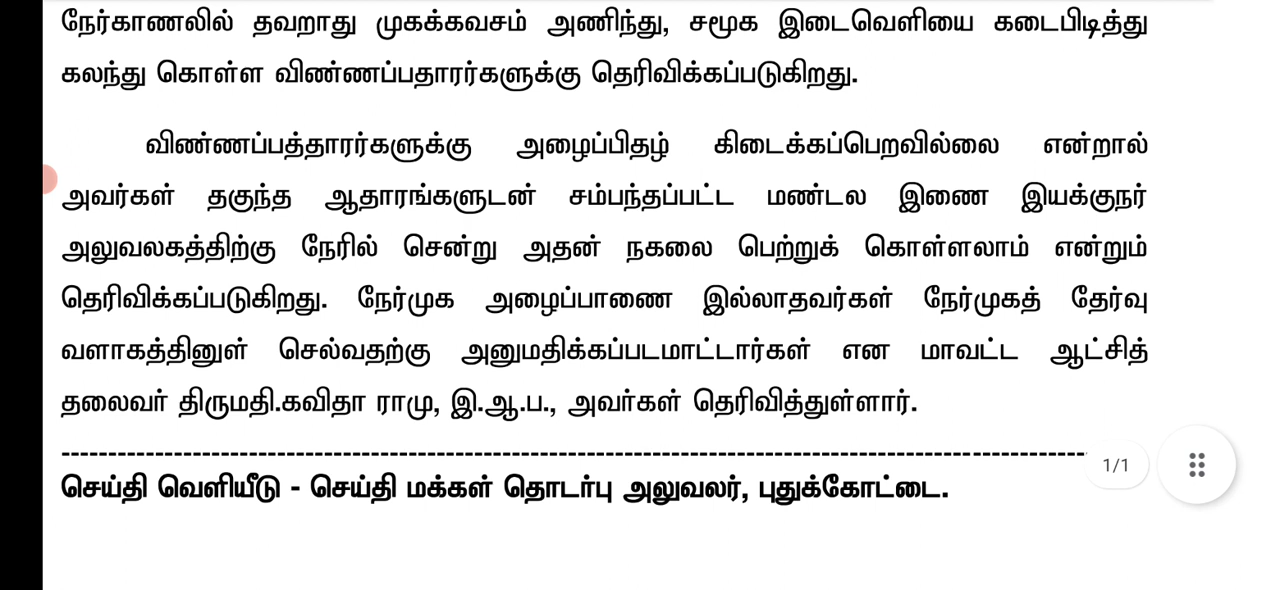 நேர்காணலில் தவறாது முகக்கவசம் அணிந்து, சமூக இடைவெளியை கடைபிடித்து
கலந்து கொள்ள விண்ணப்பதாரர்களுக்கு தெரிவிக்கப்படுகிறது.
விண்ணப்பத்தாரர்களுக்கு அழைப்பிதழ் கிடைக்கப்பெறவில்லை என்றால்
அவர்கள் தகுந்த ஆதாரங்களுடன் சம்பந்தப்பட்ட மண்டல இணை இயக்குநர்
அலுவலகத்திற்கு நேரில் சென்று அதன் நகலை பெற்றுக் கொள்ளலாம் என்றும்
தெரிவிக்கப்படுகிறது. நேர்முக அழைப்பாணை இல்லாதவர்கள் நேர்முகத் தேர்வு
வளாகத்தினுள் செல்வதற்கு அனுமதிக்கப்படமாட்டார்கள் என மாவட்ட ஆட்சித்
தலைவர் திருமதி.கவிதா ராமு, இ.ஆ.ப., அவர்கள் தெரிவித்துள்ளார்.
1/1
செய்தி வெளியீடு - செய்தி மக்கள் தொடர்பு அலுவலர், புதுக்கோட்டை.